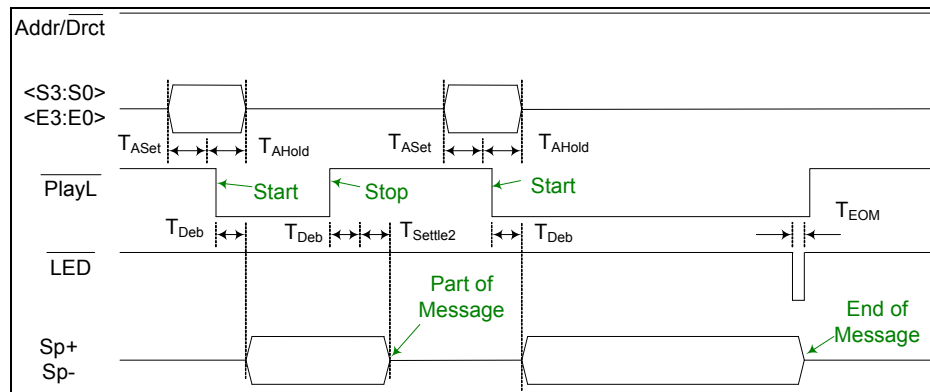 Addr/Drct
<S3:S0>
<E3:E0>
TASet
TAHold
TASet
TAHold
PlayL
Start
Stop
Start
TDeb
TDeb
TSettle2
TDeb
TEOM
LED
Part of
Message
End of
Message
Sp+
Sp-